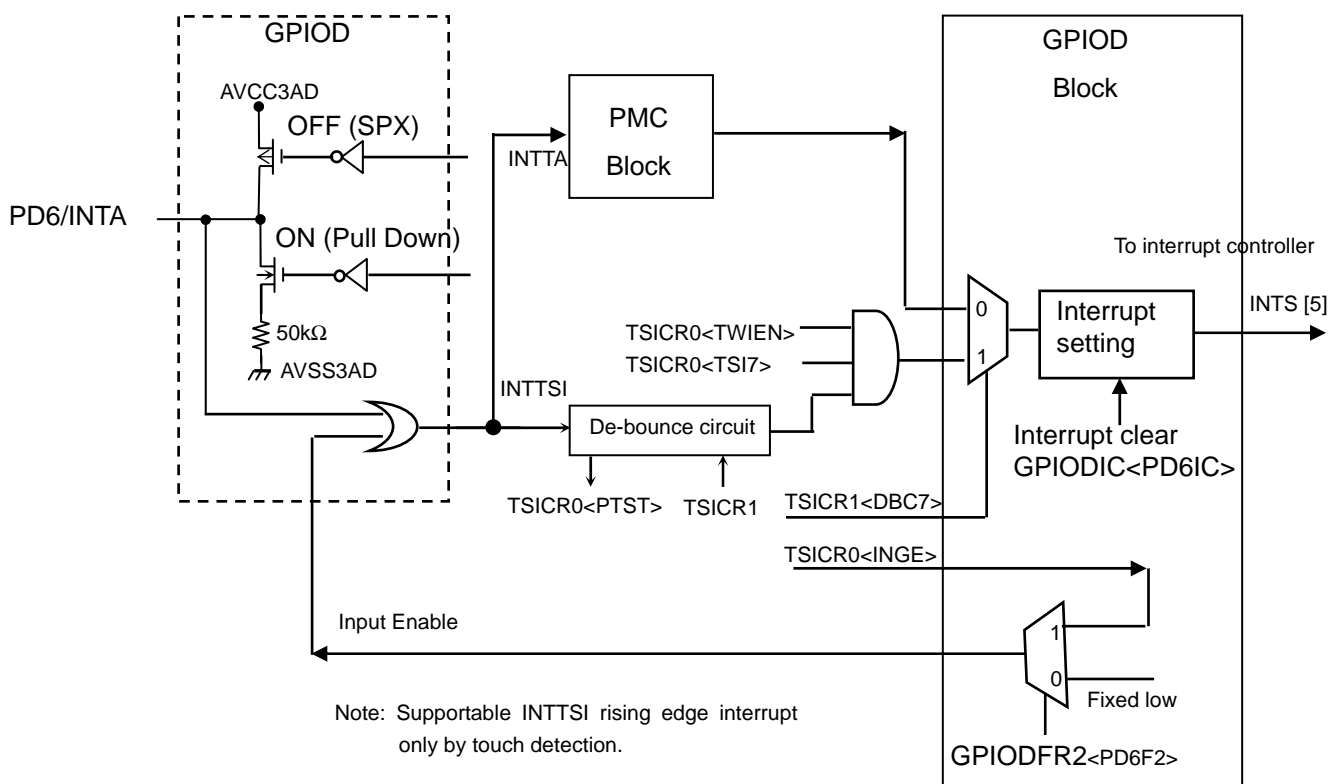 GPIOD
GPIOD
Block
AVCC3AD
OFF (SPX)
PMC
Block
INTTA
PD6/INTA
ON (Pull Down)
To interrupt controller
INTS [5]
0
Interrupt
setting
TSICR0<TWIEN>
50kΩ
TSICR0<TSI7>
1
AVSS3AD
INTTSI
De-bounce circuit
Interrupt clear
GPIODIC<PD6IC>
TSICR0<PTST>
TSICR1
TSICR1<DBC7>
TSICR0<INGE>
Input Enable
1
0
Fixed low
Note: Supportable INTTSI rising edge interrupt
only by touch detection.
GPIODFR2<PD6F2>